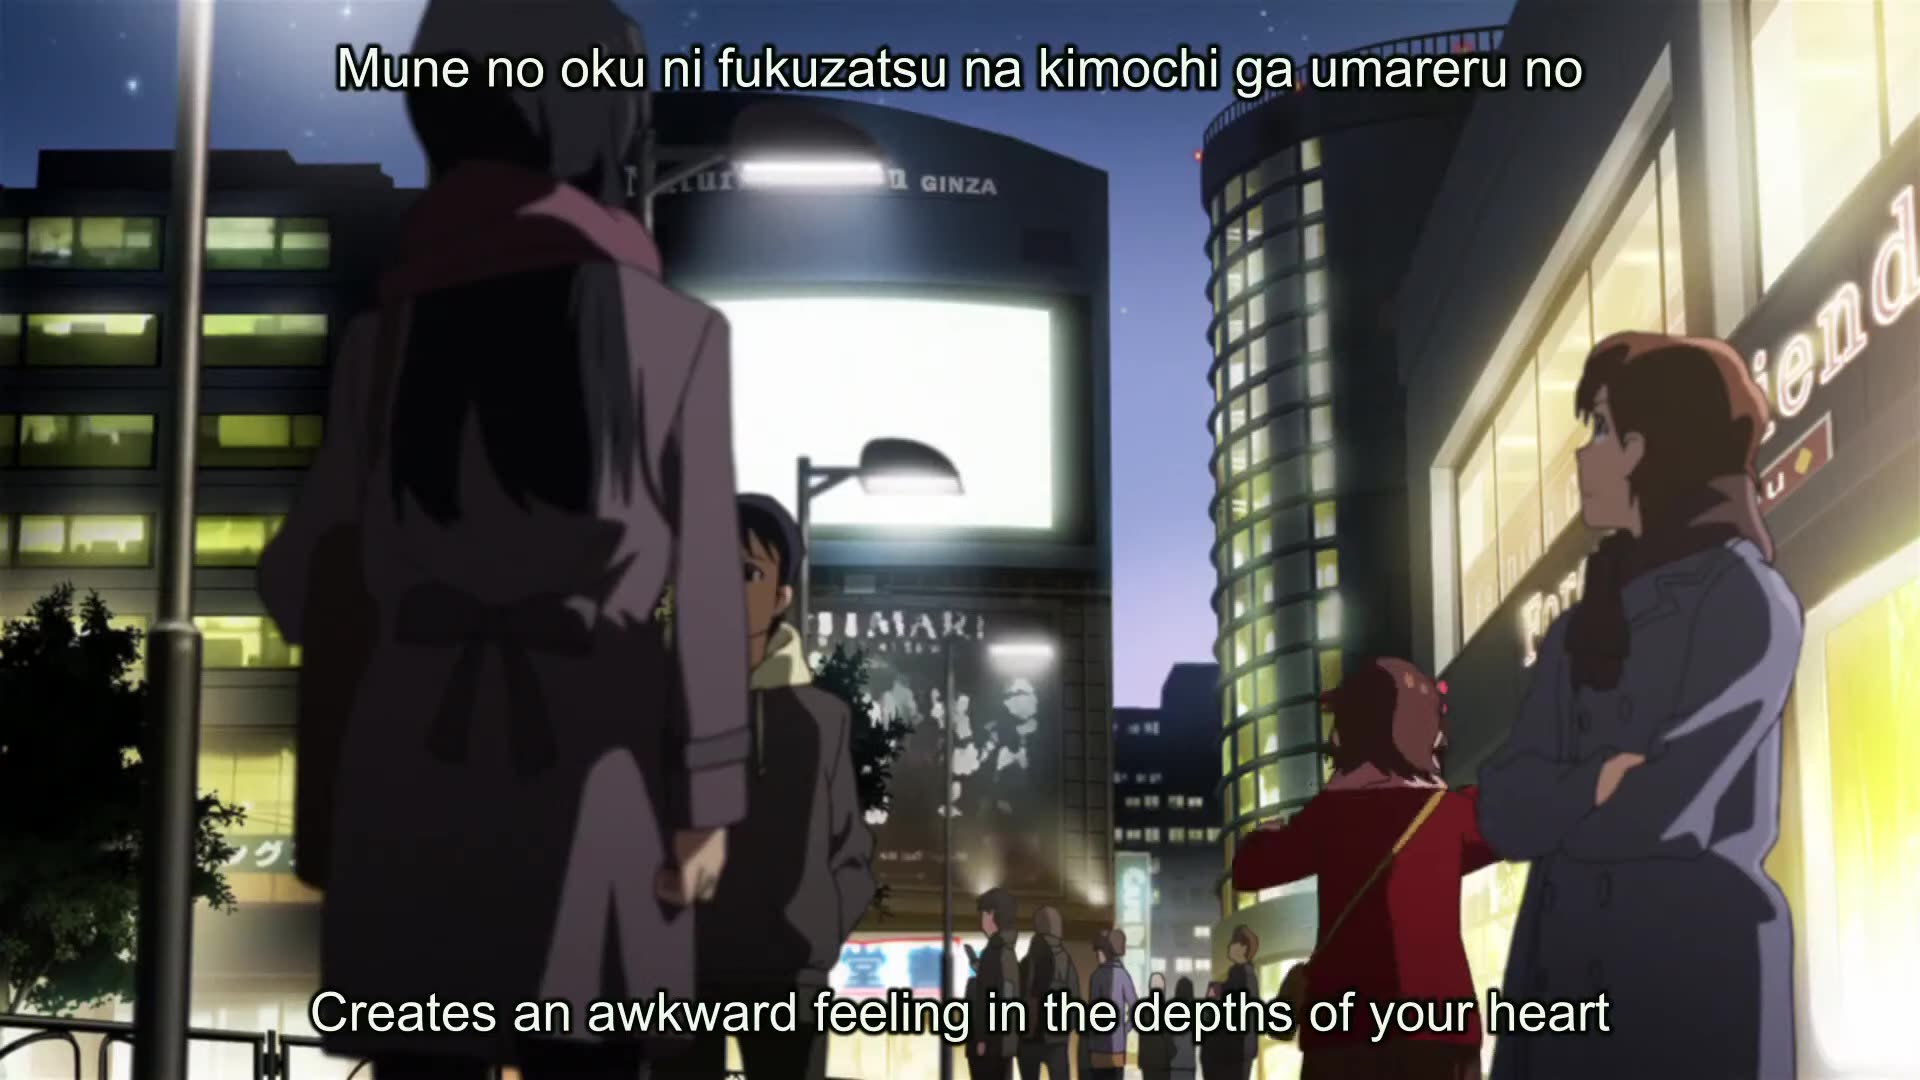 Mune no oku ni fukuzatsu na kimochi ga umareru no
GINZA
iend
Creates an awkward feeling in the depths of your heart